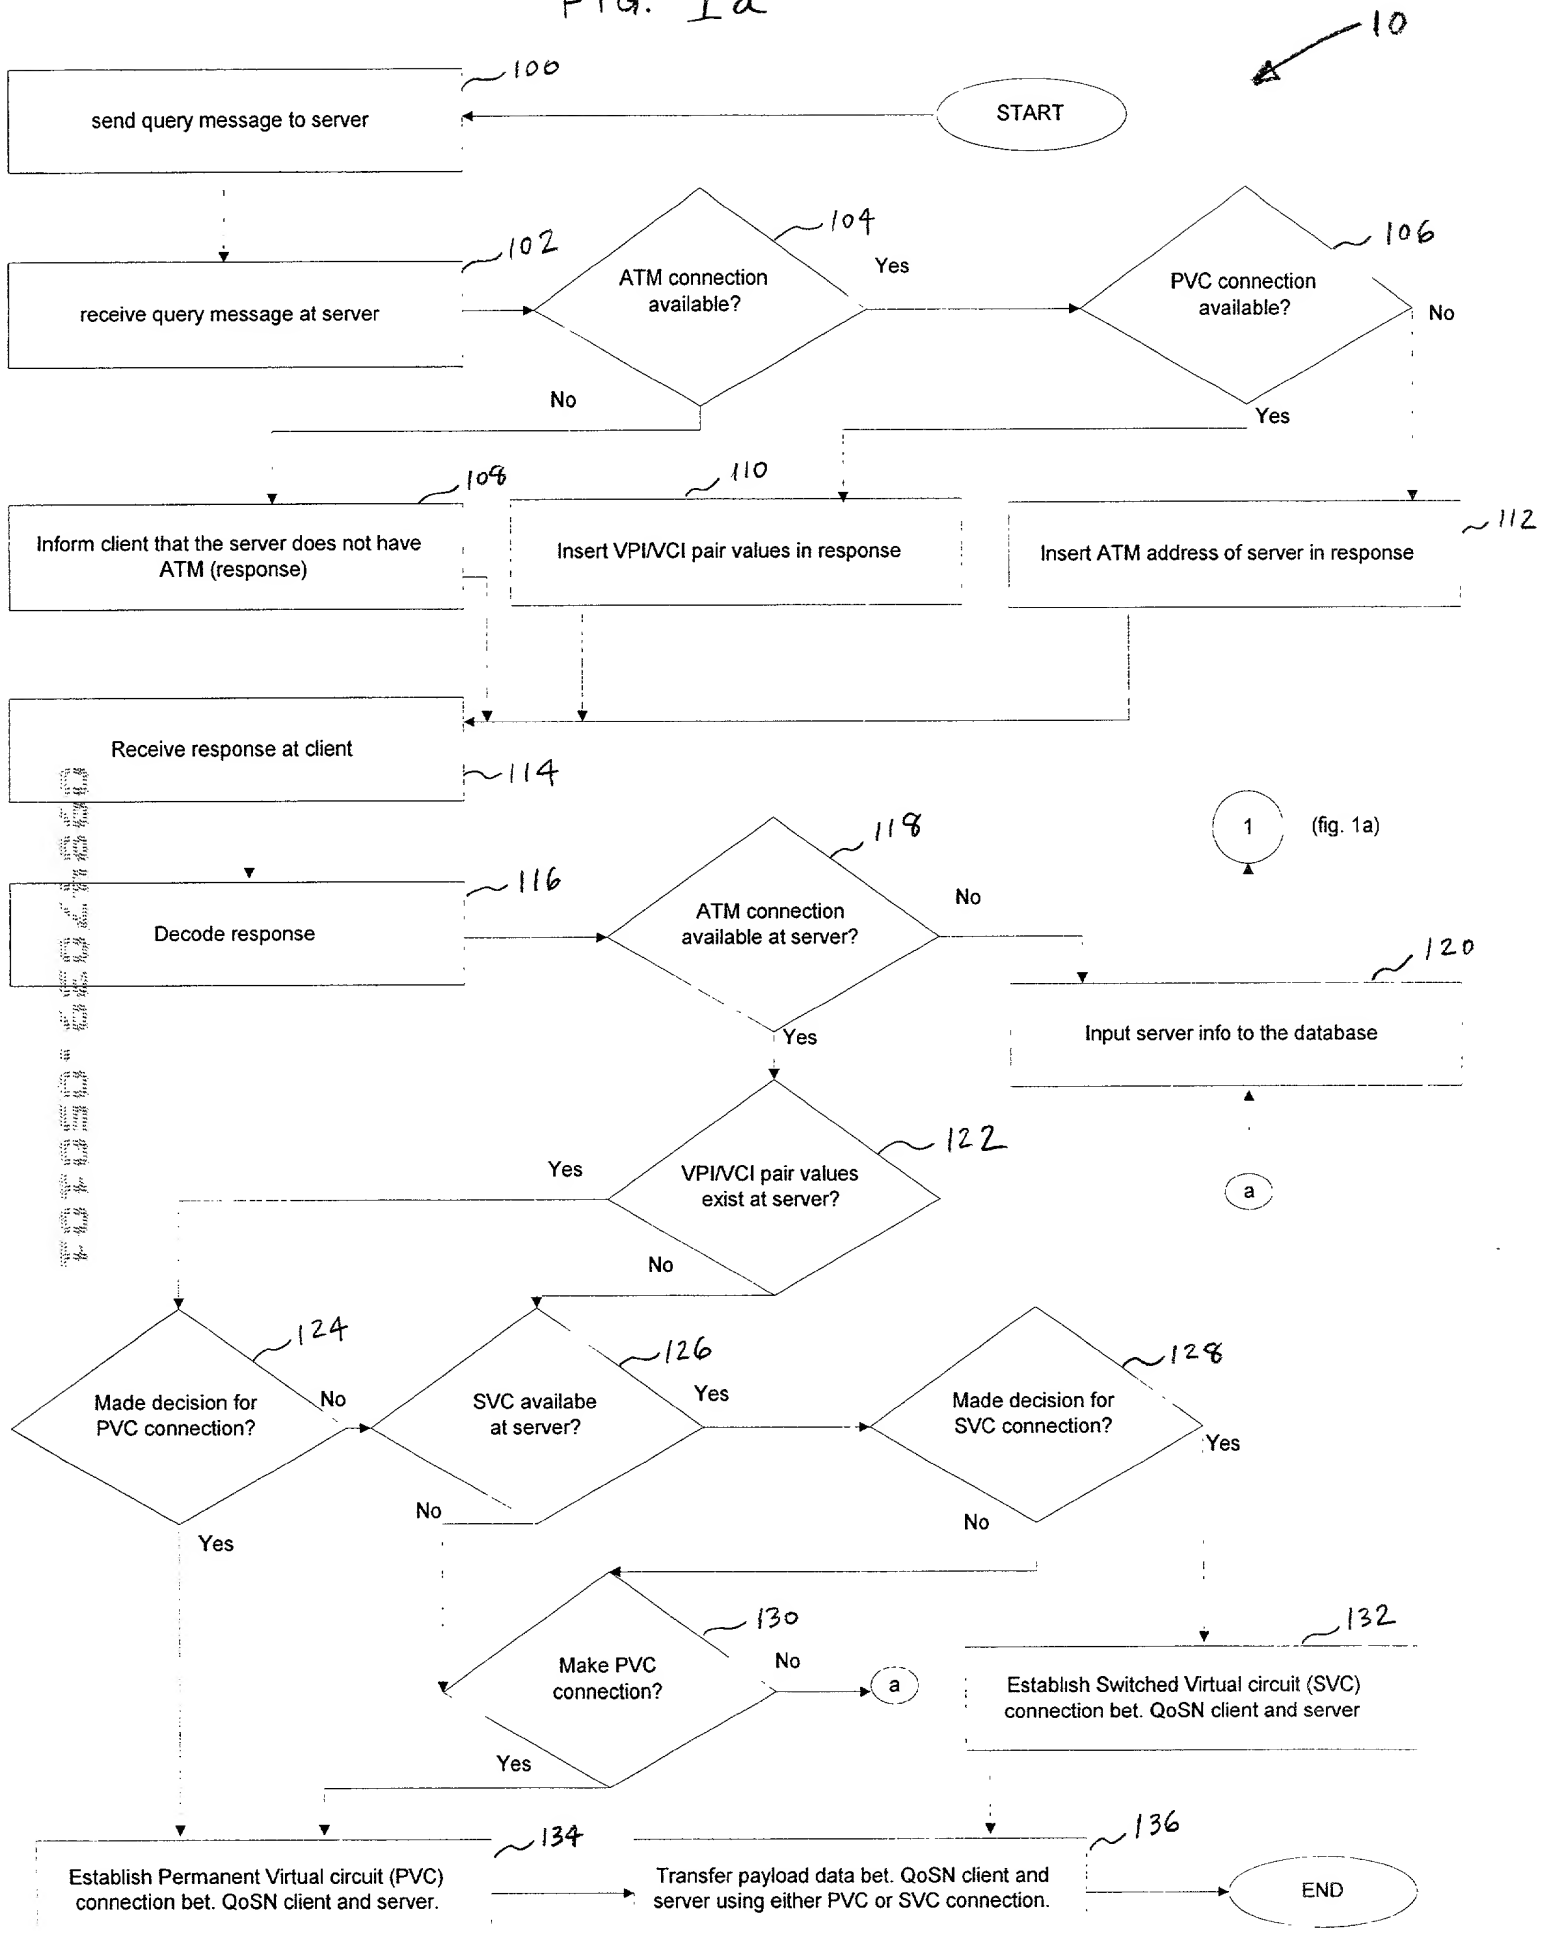 FIG. 1a
10
100
send query message to server
START
102
104
106
ATM connection
available?
Yes
PVC connection
available?
No
receive query message at server
No
Yes
108
110
112
Inform client that the server does not have
ATM (response)
Insert VPI/VCI pair values in response
Insert ATM address of server in response
Receive response at client
114
118
1
(fig. 1a)
116
No
ATM connection
available at server?
Decode response
120
Yes
Input server info to the database
122
Yes
VPI/VCI pair values
exist at server?
a
No
124
126
128
Made decision for
PVC connection?
No
SVC availabe
at server?
Yes
Made decision for
SVC connection?
Yes
No
No
Yes
130
132
Make PVC
connection?
No
a
Establish Switched Virtual circuit (SVC)
connection bet. QoSN client and server
Yes
134
136
Establish Permanent Virtual circuit (PVC)
connection bet. QoSN client and server.
Transfer payload data bet. QoSN client and
server using either PVC or SVC connection.
END